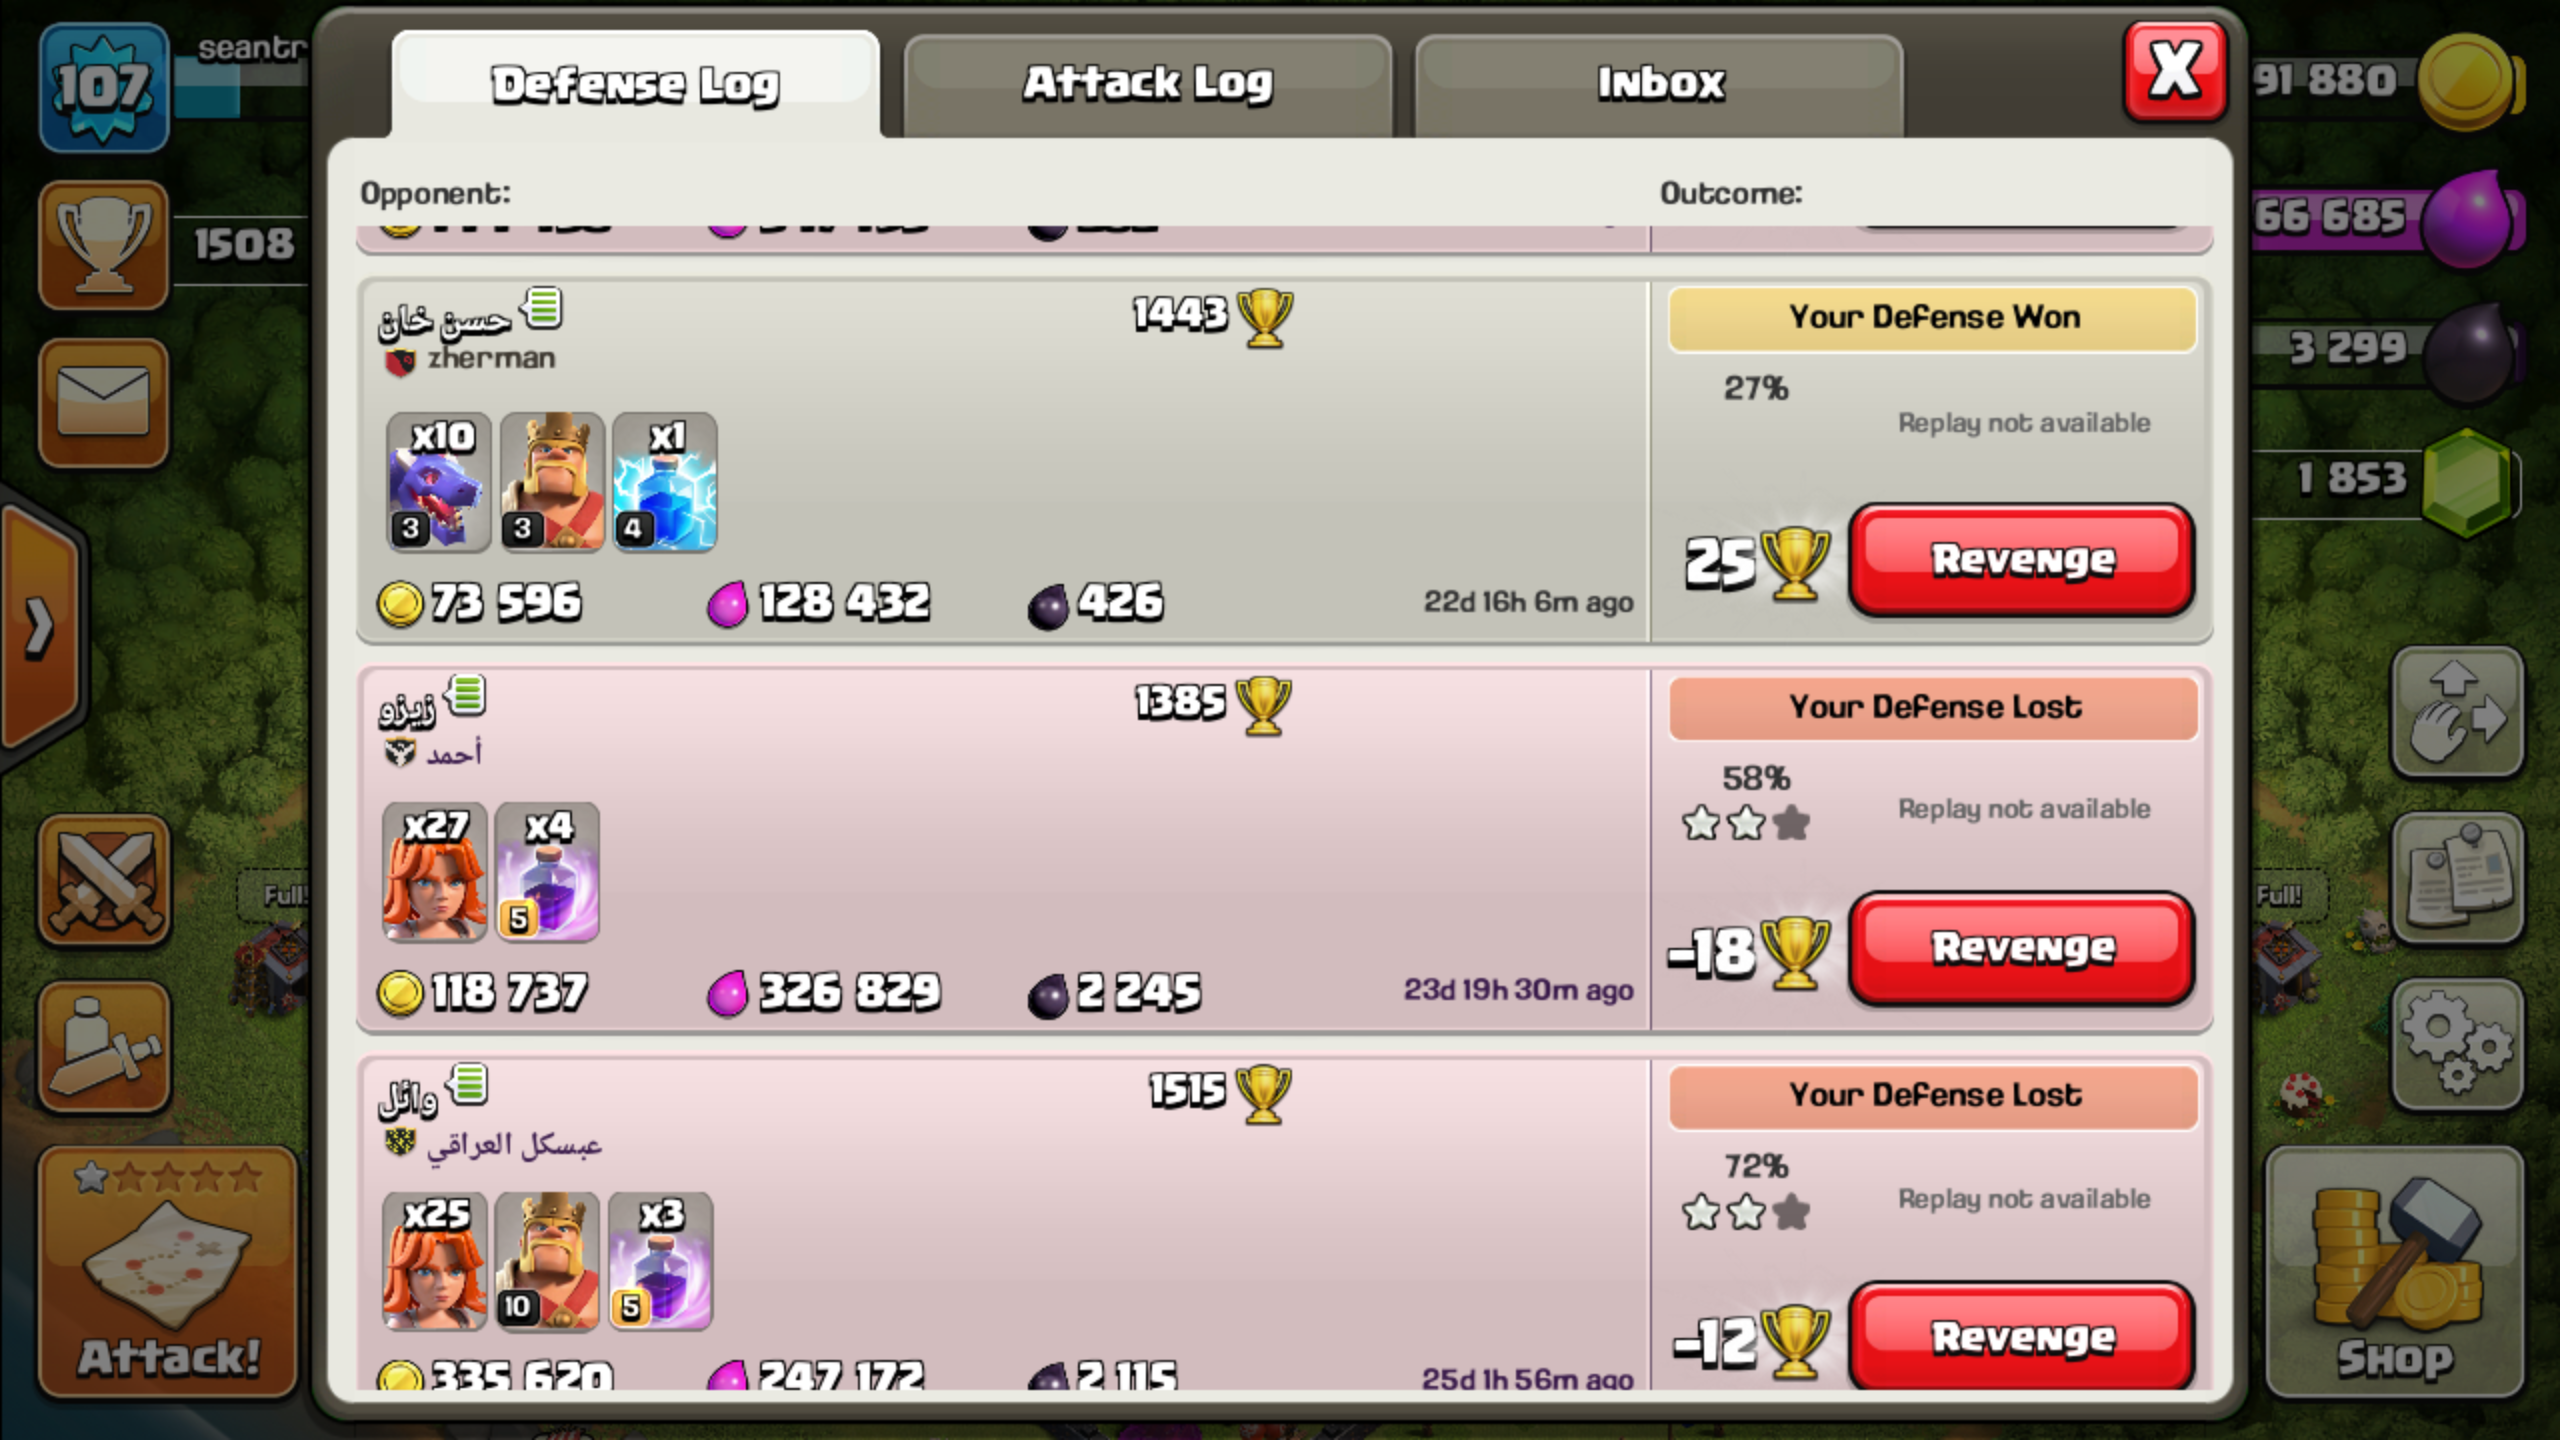 107
seantr
Defense Log
Attack Log
Inbox
X
91 880
1508
Opponent:
Outcome:
66 685
حسن خان
zherman
1443
Your Defense Won
27%
Replay not available
3 299
x10
3
3
x1
4
1 853
25
Revenge
73 596
128 432
426
22d 16h 6m ago
زيزو
أحمد
1385
Your Defense Lost
58%
Replay not available
x27
x4
5
-18
Revenge
118 737
326 829
2 245
23d 19h 30m ago
Full!
Full!
وائل
عبسكل العراقي
1515
Your Defense Lost
72%
Replay not available
x25
10
x3
5
-12
Revenge
335 620
247 172
2 115
25d 1h 56m ago
Attack!
Shop